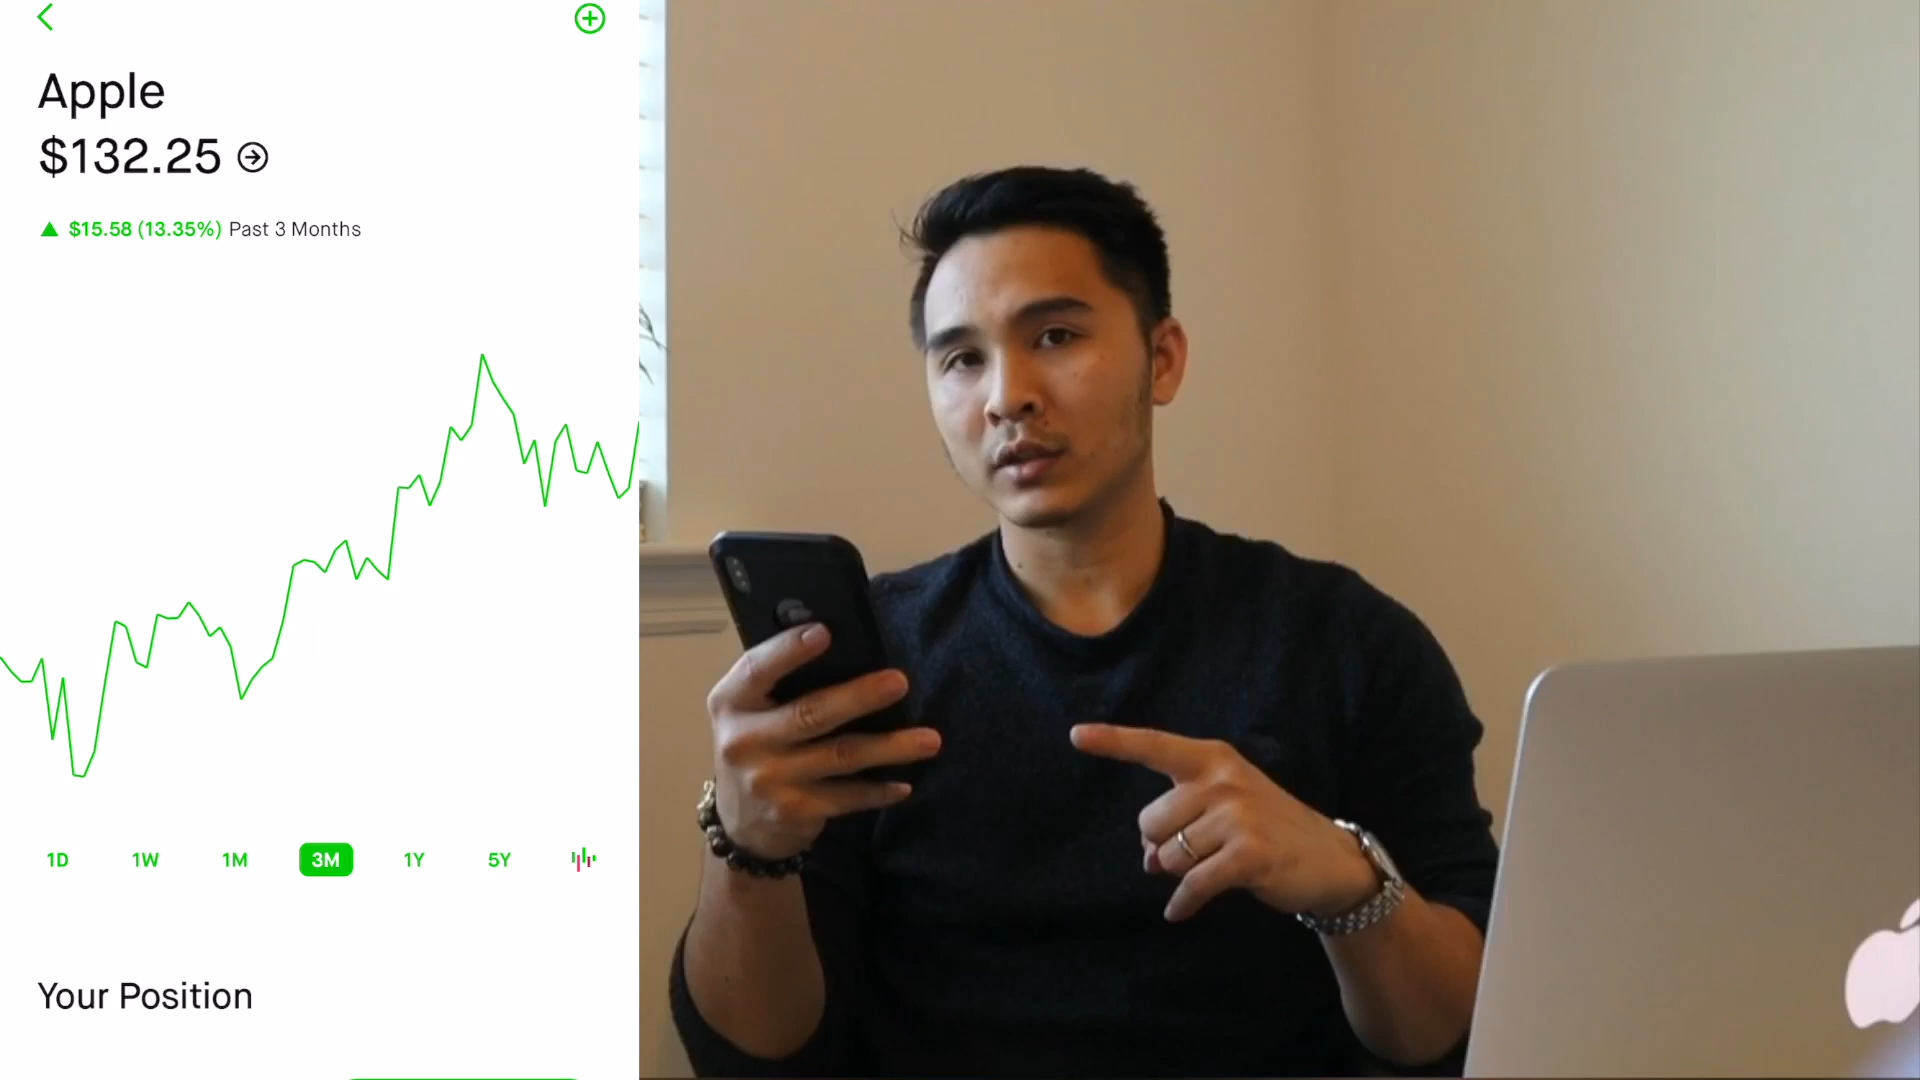 Apple
$132.25
$15.58 (13.35%) Past 3 Months
1D 1W 1M 3M 1Y 5Y
Your Position